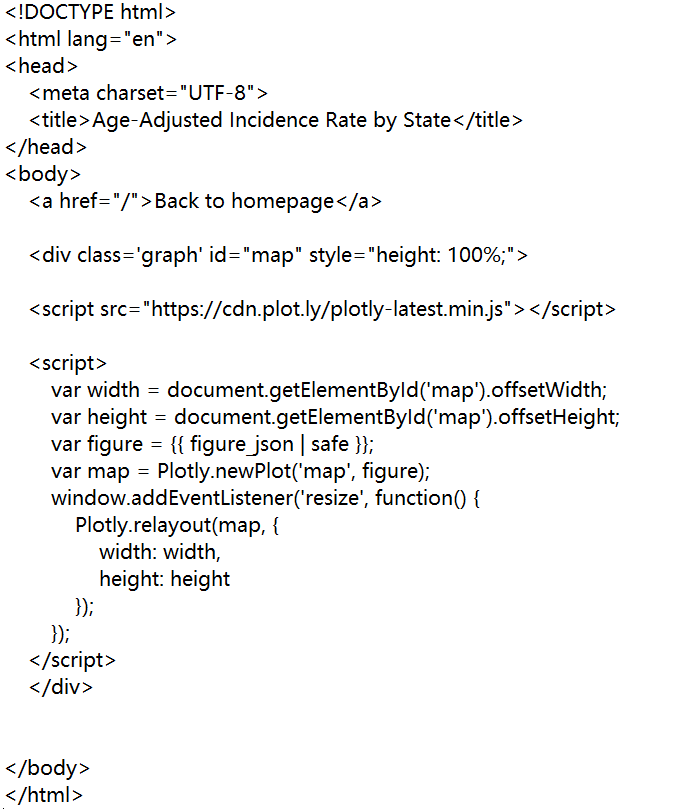 <!DOCTYPE html>
<html lang="en">
<head>
    <meta charset="UTF-8">
    <title>Age-Adjusted Incidence Rate by State</title>
</head>
<body>
    <a href="/">Back to homepage</a>

    <div class='graph' id="map" style="height: 100%;">

    <script src="https://cdn.plot.ly/plotly-latest.min.js"></script>

    <script>
        var width = document.getElementById('map').offsetWidth;
        var height = document.getElementById('map').offsetHeight;
        var figure = {{ figure_json | safe }};
        var map = Plotly.newPlot('map', figure);
        window.addEventListener('resize', function() {
            Plotly.relayout(map, {
                width: width,
                height: height
            });
        });
    </script>
    </div>


</body>
</html>